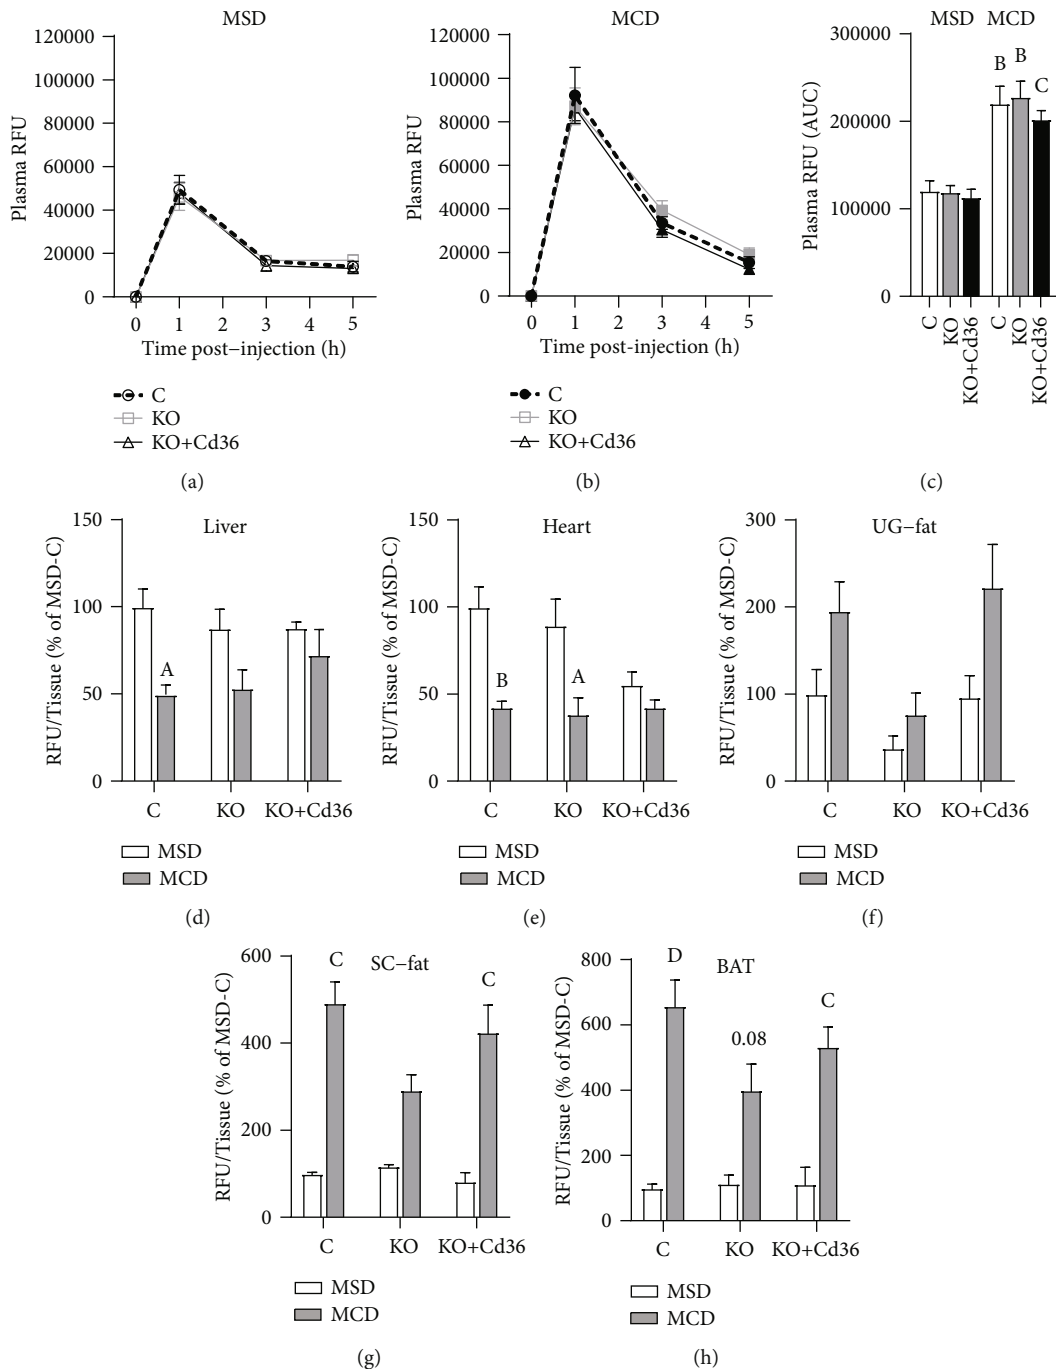 MSD
120000
100000
80000
60000
40000
20000
0
Plasma RFU
0 1 2 3 4 5
Time post−injection (h)
C
KO
KO+Cd36
(a)
MCD
120000
100000
80000
60000
40000
20000
0
Plasma RFU
0 1 2 3 4 5
Time post-injection (h)
C
KO
KO+Cd36
(b)
MSD MCD
300000
200000
100000
0
Plasma RFU (AUC)
B B C
C
KO
KO+Cd36
C
KO
KO+Cd36
(c)
Liver
150
100
50
0
RFU/Tissue (% of MSD-C)
A
C KO KO+Cd36
MSD
MCD
(d)
Heart
150
100
50
0
RFU/Tissue (% of MSD-C)
B A
C KO KO+Cd36
MSD
MCD
(e)
UG−fat
300
200
100
0
RFU/Tissue (% of MSD-C)
C KO KO+Cd36
MSD
MCD
(f)
SC−fat
600
400
200
0
RFU/Tissue (% of MSD-C)
C C
C KO KO+Cd36
MSD
MCD
(g)
BAT
800
600
400
200
0
RFU/Tissue (% of MSD-C)
D 0.08 C
C KO KO+Cd36
MSD
MCD
(h)